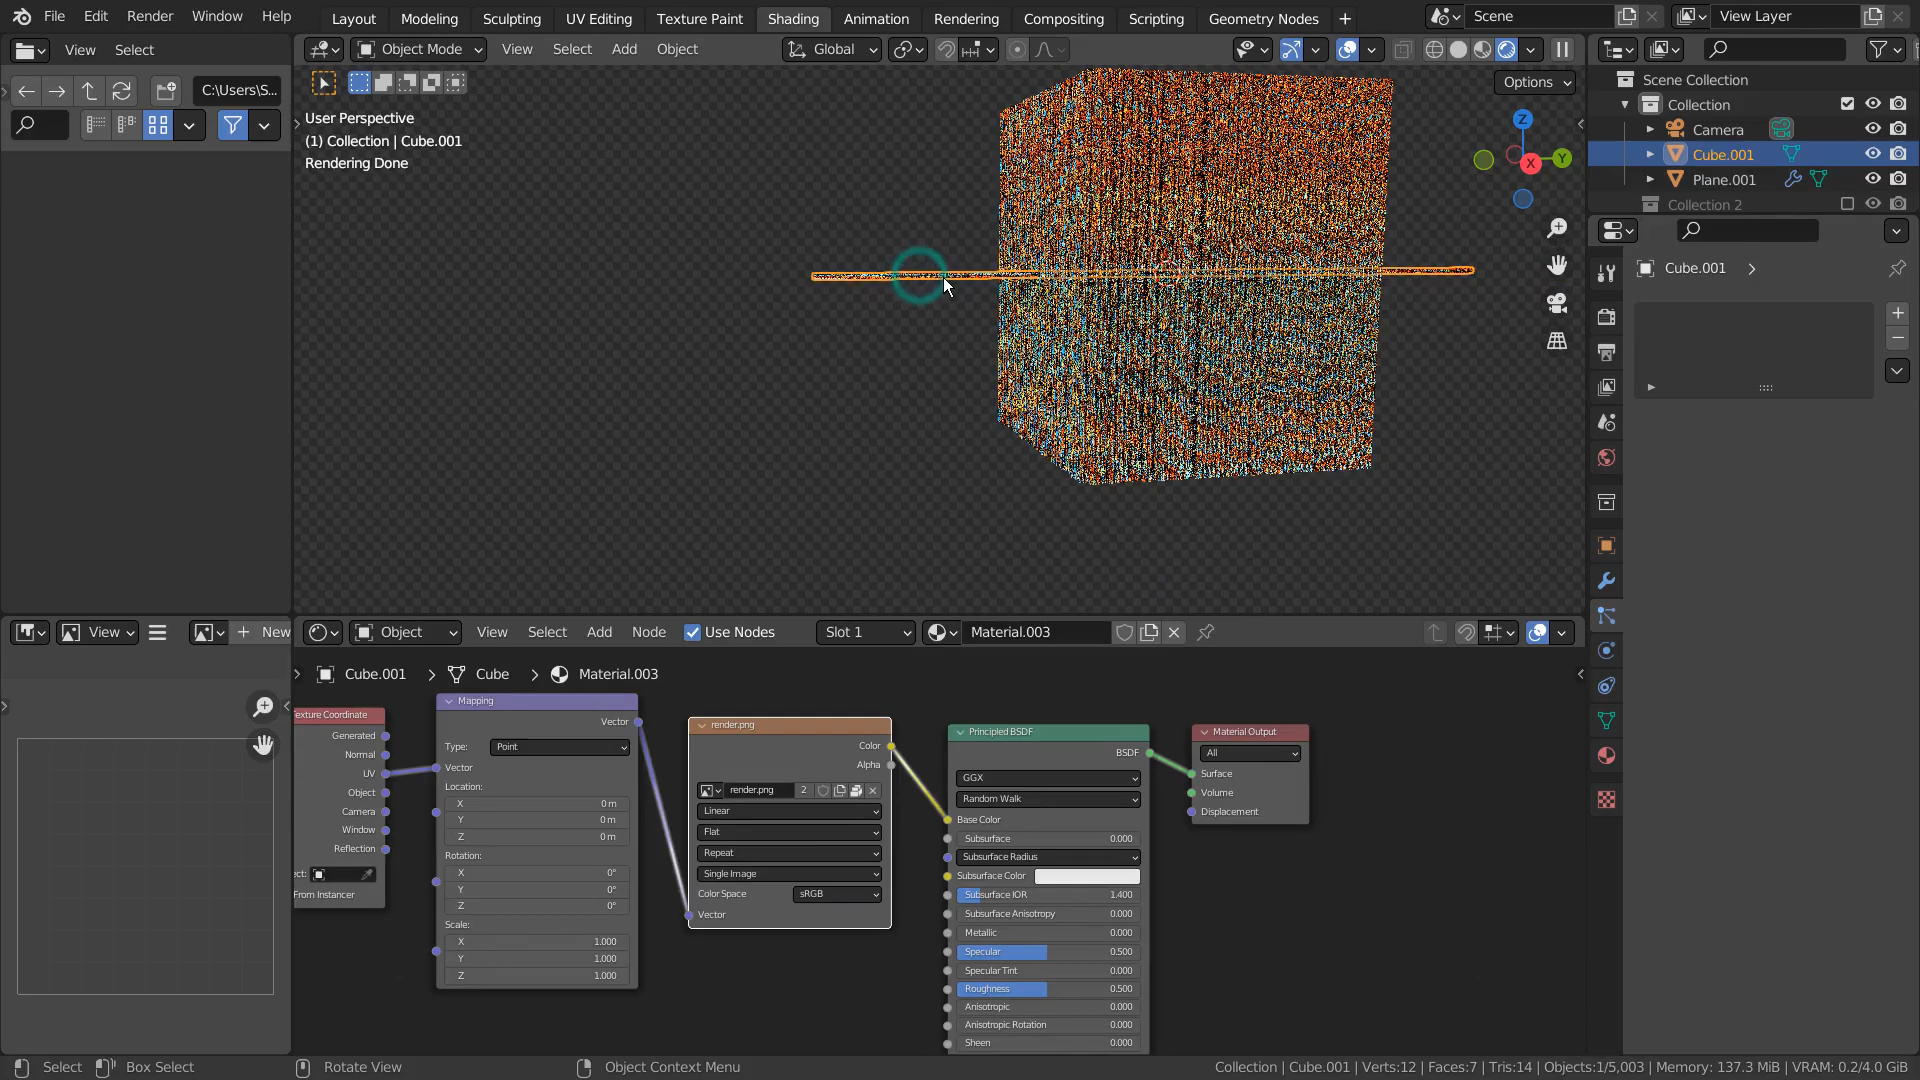 File Edit Render Window Help Layout Modeling Sculpting UV Editing Texture Paint Shading Animation Rendering Compositing Scripting Geometry Nodes Scene View Layer
View Select Object Mode View Select Add Object Global
C:\Users\S... Options
User Perspective
(1) Collection | Cube.001
Rendering Done
Z
Y
X
Scene Collection
Collection
Camera
Cube.001
Plane.001
Collection 2
Cube.001
View New Object View Select Add Node Use Nodes Slot 1 Material.003
Cube.001 Cube Material.003
Texture Coordinate
Generated
Normal
UV
Object
Camera
Window
Reflection
ect:
From Instancer
Mapping
Vector
Type: Point
Vector
Location:
X 0 m
Y 0 m
Z 0 m
Rotation:
X 0°
Y 0°
Z 0°
Scale:
X 1.000
Y 1.000
Z 1.000
render.png
Color
Alpha
render.png 2
Linear
Flat
Repeat
Single Image
Color Space sRGB
Vector
Principled BSDF
BSDF
GGX
Random Walk
Base Color
Subsurface 0.000
Subsurface Radius
Subsurface Color
Subsurface IOR 1.400
Subsurface Anisotropy 0.000
Metallic 0.000
Specular 0.500
Specular Tint 0.000
Roughness 0.500
Anisotropic 0.000
Anisotropic Rotation 0.000
Sheen 0.000
Material Output
All
Surface
Volume
Displacement
Select Box Select Rotate View Object Context Menu Collection | Cube.001 | Verts:12 | Faces:7 | Tris:14 | Objects:1/5,003 | Memory: 137.3 MiB | VRAM: 0.2/4.0 GiB